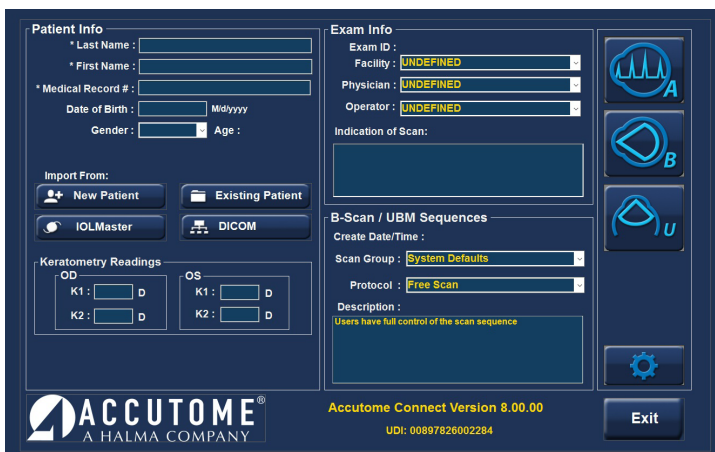 Patient Info
* Last Name :
* First Name :
* Medical Record # :
Date of Birth :
M/d/yyyy
Gender :
Age :
Import From:
New Patient
Existing Patient
IOLMaster
DICOM
Keratometry Readings
OD
K1 :
D
K2 :
D
OS
K1 :
D
K2 :
D
Exam Info
Exam ID :
Facility : UNDEFINED
Physician : UNDEFINED
Operator : UNDEFINED
Indication of Scan:
B-Scan / UBM Sequences
Create Date/Time :
Scan Group : System Defaults
Protocol : Free Scan
Description :
Users have full control of the scan sequence
A
B
U
ACCUTOME®
A HALMA COMPANY
Accutome Connect Version 8.00.00
UDI: 00897826002284
Exit